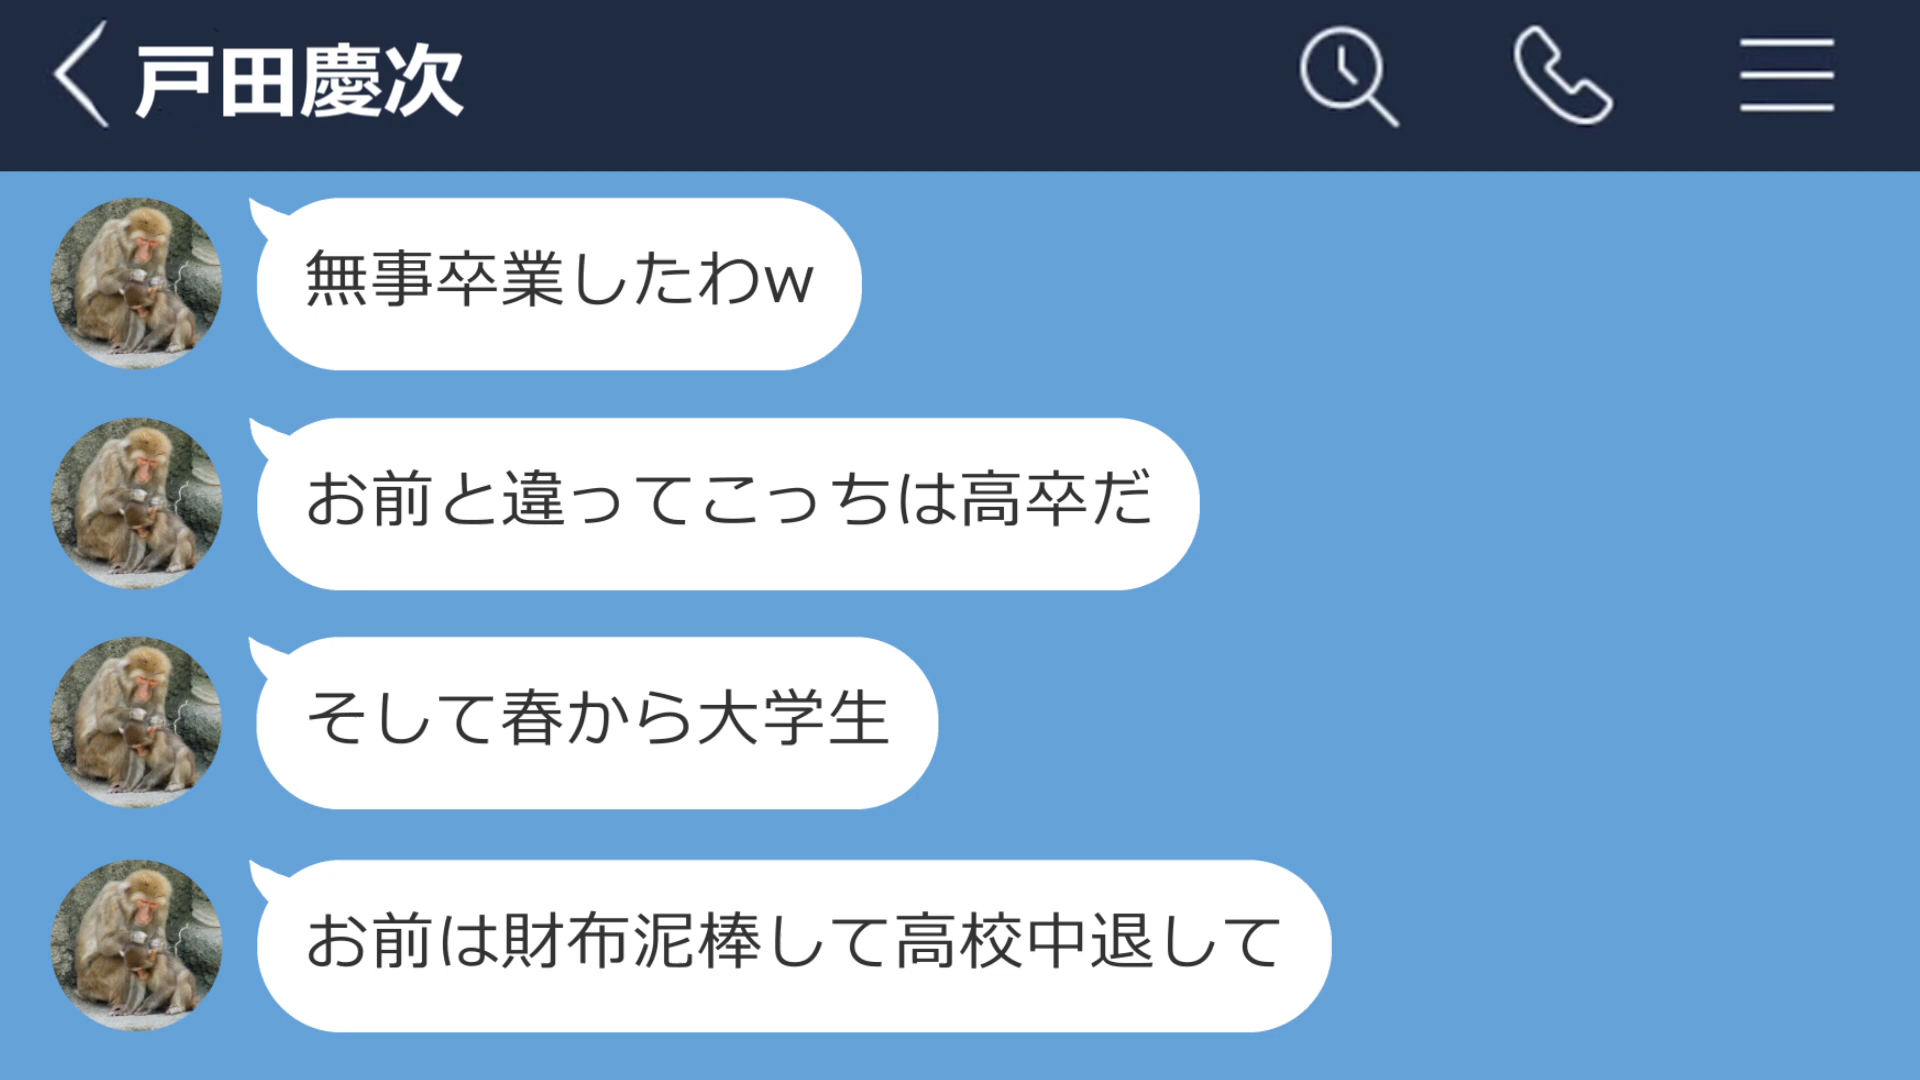 戸田慶次
無事卒業したわw
お前と違ってこっちは高卒だ
そして春から大学生
お前は財布泥棒して高校中退して